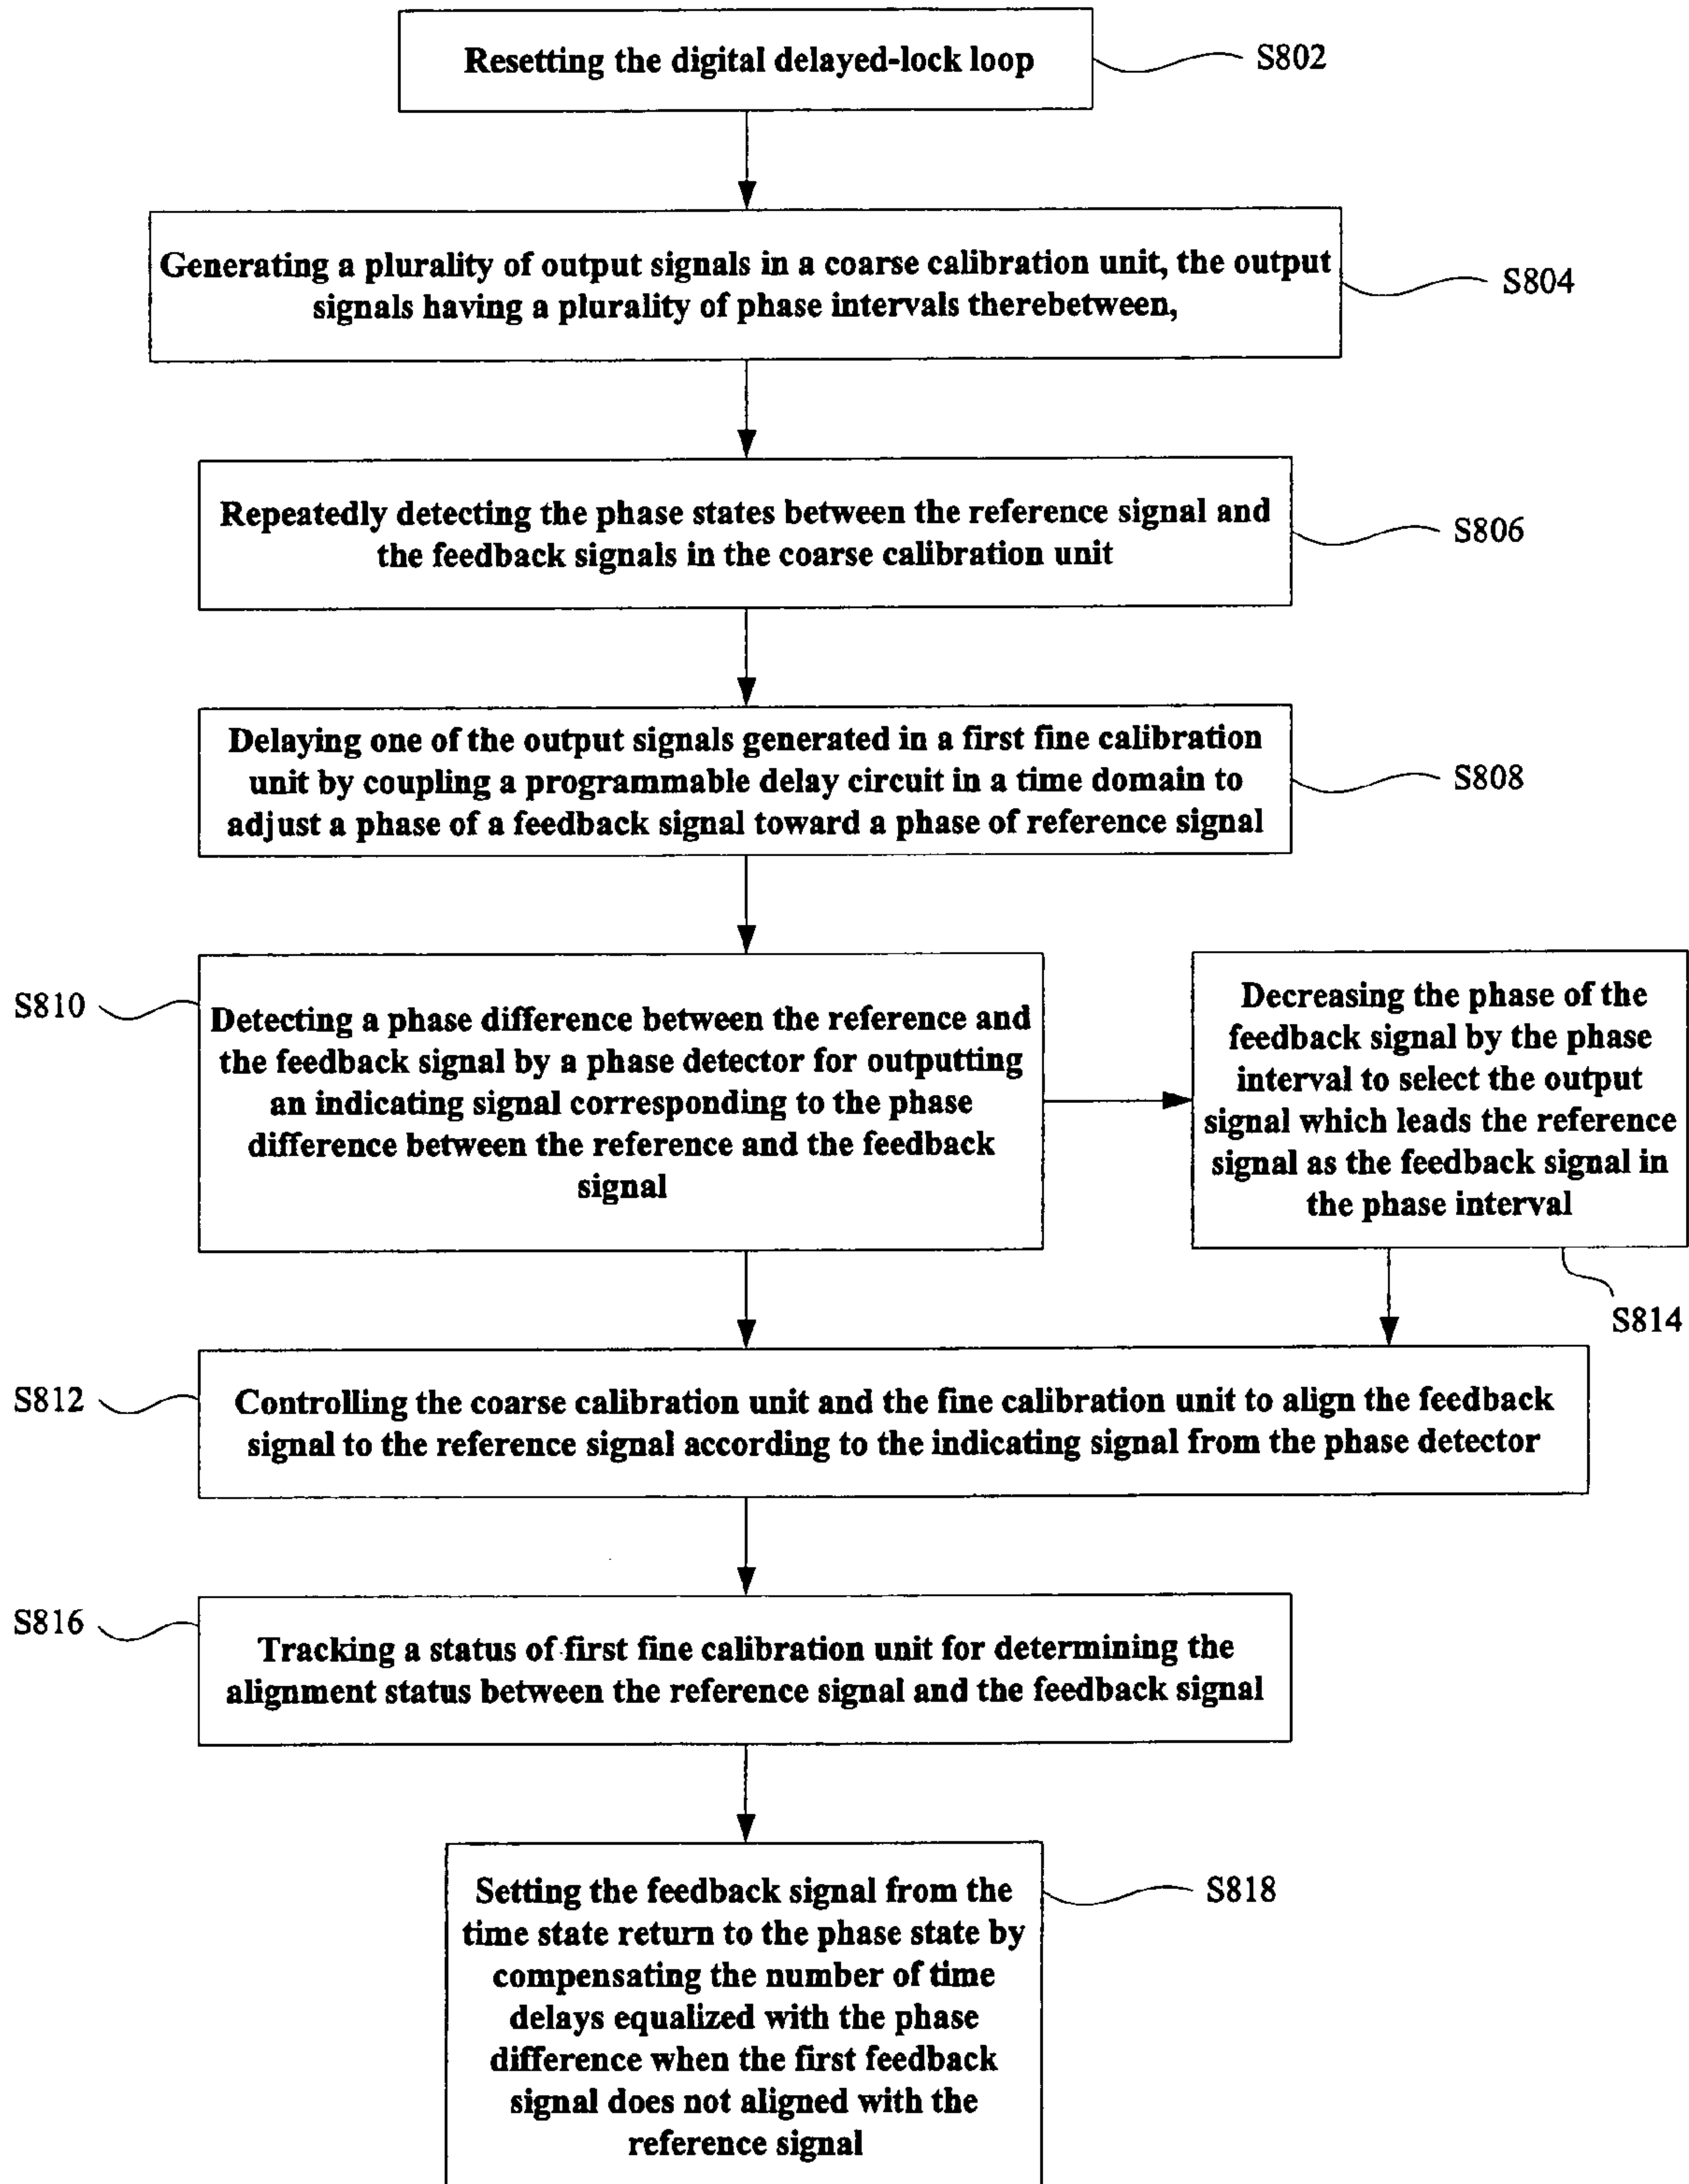 Resetting the digital delayed-lock loop
S802
Generating a plurality of output signals in a coarse calibration unit, the output
signals having a plurality of phase intervals therebetween,
S804
Repeatedly detecting the phase states between the reference signal and
the feedback signals in the coarse calibration unit
S806
Delaying one of the output signals generated in a first fine calibration
unit by coupling a programmable delay circuit in a time domain to
adjust a phase of a feedback signal toward a phase of reference signal
S808
S810
Detecting a phase difference between the reference and
the feedback signal by a phase detector for outputting
an indicating signal corresponding to the phase
difference between the reference and the feedback
signal
Decreasing the phase of the
feedback signal by the phase
interval to select the output
signal which leads the reference
signal as the feedback signal in
the phase interval
S814
S812
Controlling the coarse calibration unit and the fine calibration unit to align the feedback
signal to the reference signal according to the indicating signal from the phase detector
S816
Tracking a status of first fine calibration unit for determining the
alignment status between the reference signal and the feedback signal
Setting the feedback signal from the
time state return to the phase state by
compensating the number of time
delays equalized with the phase
difference when the first feedback
signal does not aligned with the
reference signal
S818